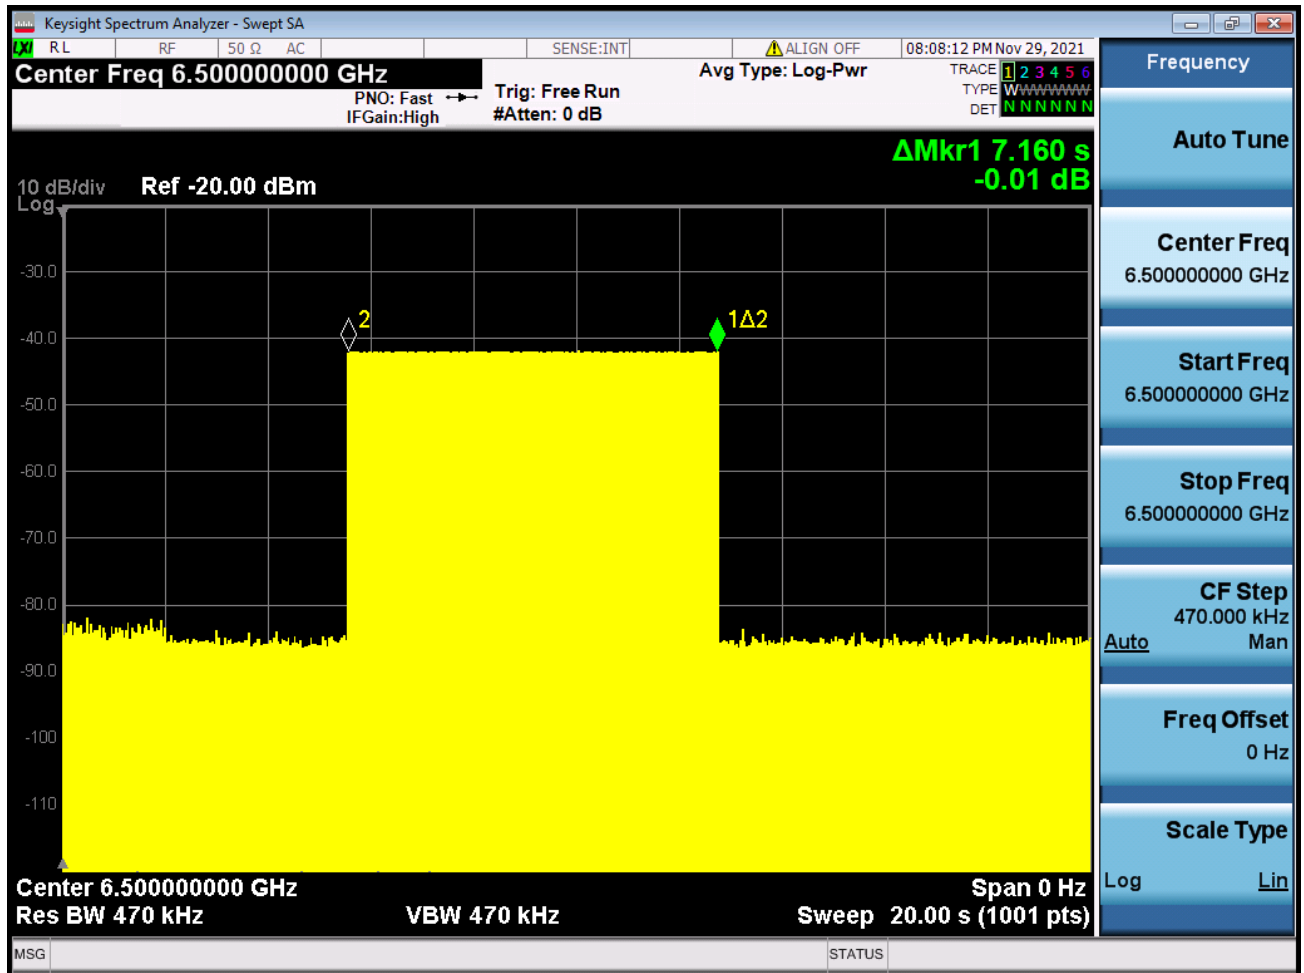 Keysight Spectrum Analyzer - Swept SA
LXI RL RF 50 Ω AC SENSE:INT ALIGN OFF 08:08:12 PM Nov 29, 2021
Center Freq 6.500000000 GHz
PNO: Fast
IFGain:High
Trig: Free Run
#Atten: 0 dB
Avg Type: Log-Pwr
TRACE 1 2 3 4 5 6
TYPE W W W W W W
DET N N N N N N
ΔMkr1 7.160 s
-0.01 dB
10 dB/div Ref -20.00 dBm
Log
-30.0
-40.0
-50.0
-60.0
-70.0
-80.0
-90.0
-100
-110
2
1Δ2
Center 6.500000000 GHz Span 0 Hz
Res BW 470 kHz VBW 470 kHz Sweep 20.00 s (1001 pts)
MSG STATUS
Frequency
Auto Tune
Center Freq
6.500000000 GHz
Start Freq
6.500000000 GHz
Stop Freq
6.500000000 GHz
CF Step
470.000 kHz
Auto Man
Freq Offset
0 Hz
Scale Type
Log Lin